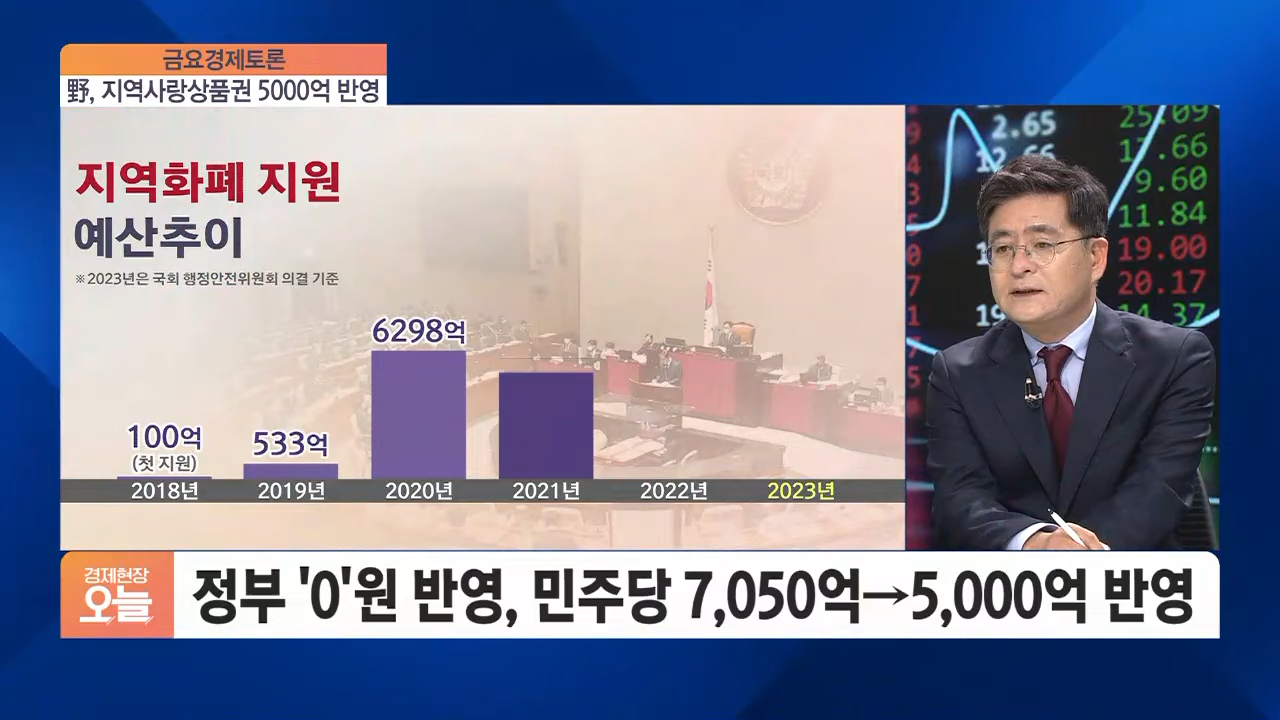 금요경제토론
野, 지역사랑상품권 5000억 반영
지역화폐 지원
예산추이
※2023년은 국회 행정안전위원회 의결 기준
6298억
100억
(첫 지원)
533억
2018년 2019년 2020년 2021년 2022년 2023년
2.65
25.09
12.66
17.66
9.60
11.84
19.00
20.17
14.37
경제현장
오늘
정부 '0'원 반영, 민주당 7,050억→5,000억 반영